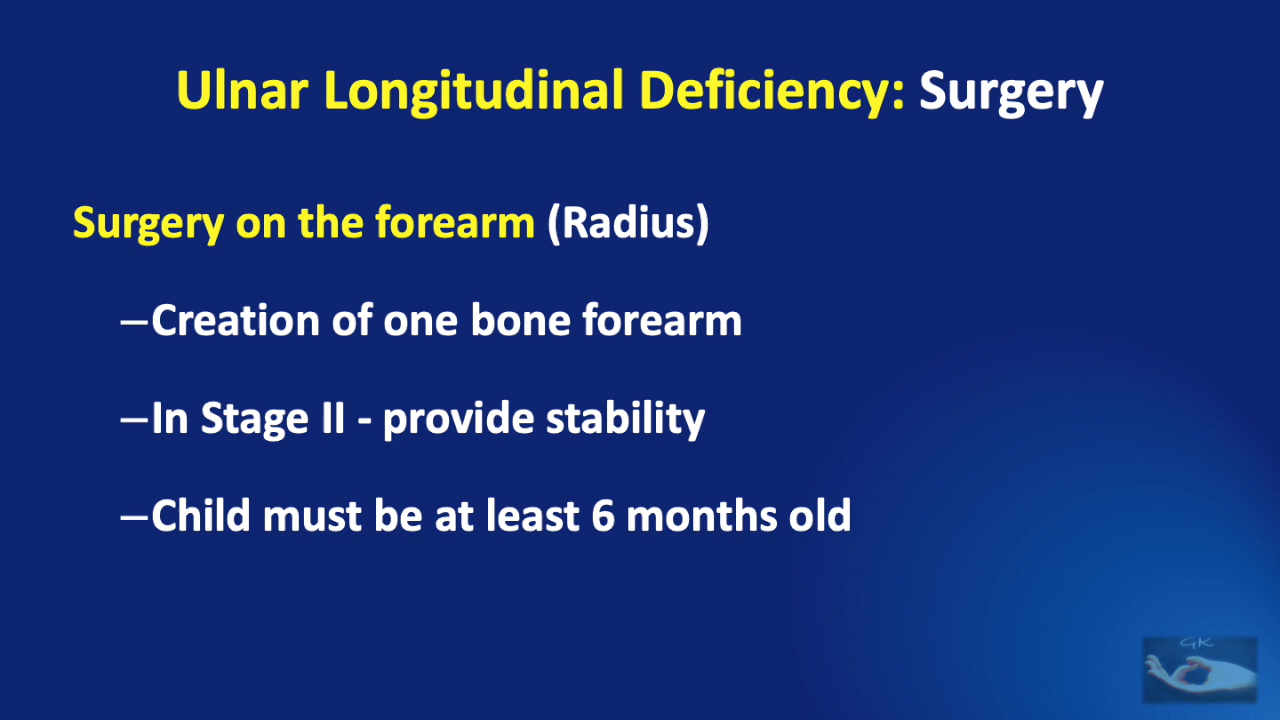 Ulnar Longitudinal Deficiency: Surgery
Surgery on the forearm (Radius)
–Creation of one bone forearm
–In Stage II - provide stability
–Child must be at least 6 months old
GK